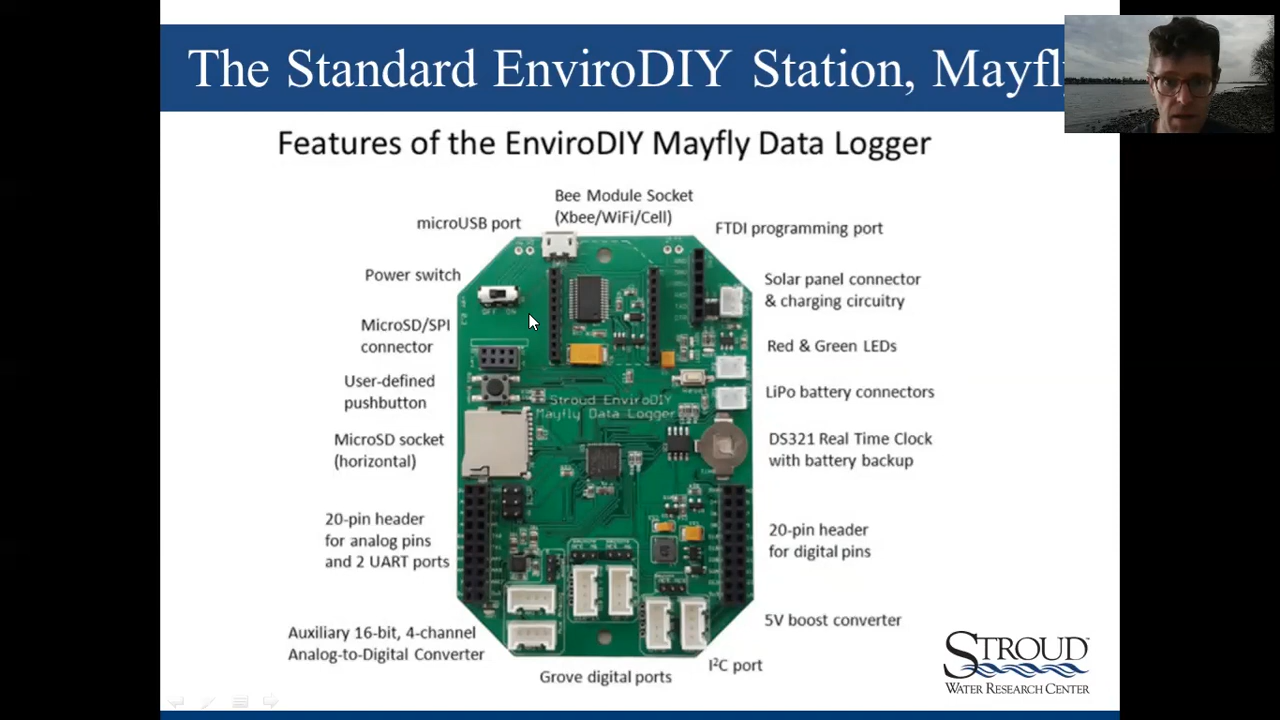 The Standard EnviroDIY Station, Mayfl
Features of the EnviroDIY Mayfly Data Logger
Bee Module Socket
(Xbee/WiFi/Cell)
microUSB port
FTDI programming port
Power switch
Solar panel connector
& charging circuitry
OFF ON
MicroSD/SPI
connector
Red & Green LEDs
User-defined
pushbutton
LiPo battery connectors
Stroud EnviroDIY
Mayfly Data Logger
MicroSD socket
(horizontal)
DS321 Real Time Clock
with battery backup
20-pin header
for analog pins
and 2 UART ports
20-pin header
for digital pins
5V boost converter
Auxiliary 16-bit, 4-channel
Analog-to-Digital Converter
Grove digital ports
I²C port
STROUD™
WATER RESEARCH CENTER